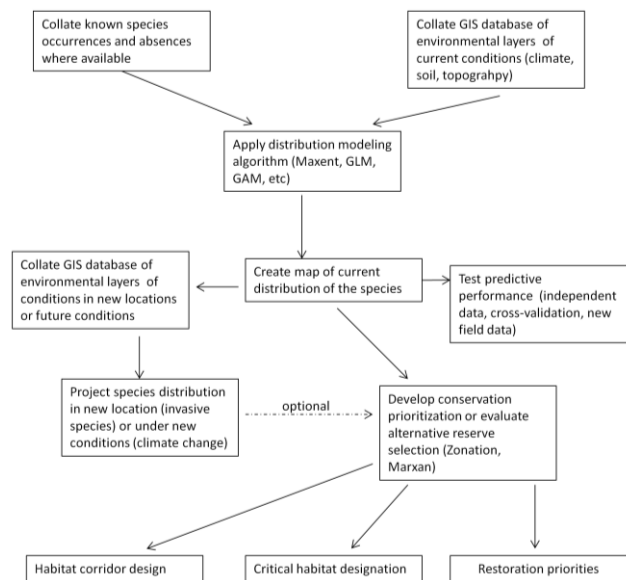 Collate known species
occurrences and absences
where available
Collate GIS database of
environmental layers of
current conditions (climate,
soil, topograhpy)
Apply distribution modeling
algorithm (Maxent, GLM,
GAM, etc)
Collate GIS database of
environmental layers of
conditions in new locations
or future conditions
Create map of current
distribution of the species
Test predictive
performance (independent
data, cross-validation, new
field data)
Project species distribution
in new location (invasive
species) or under new
conditions (climate change)
optional
Develop conservation
prioritization or evaluate
alternative reserve
selection (Zonation,
Marxan)
Habitat corridor design
Critical habitat designation
Restoration priorities